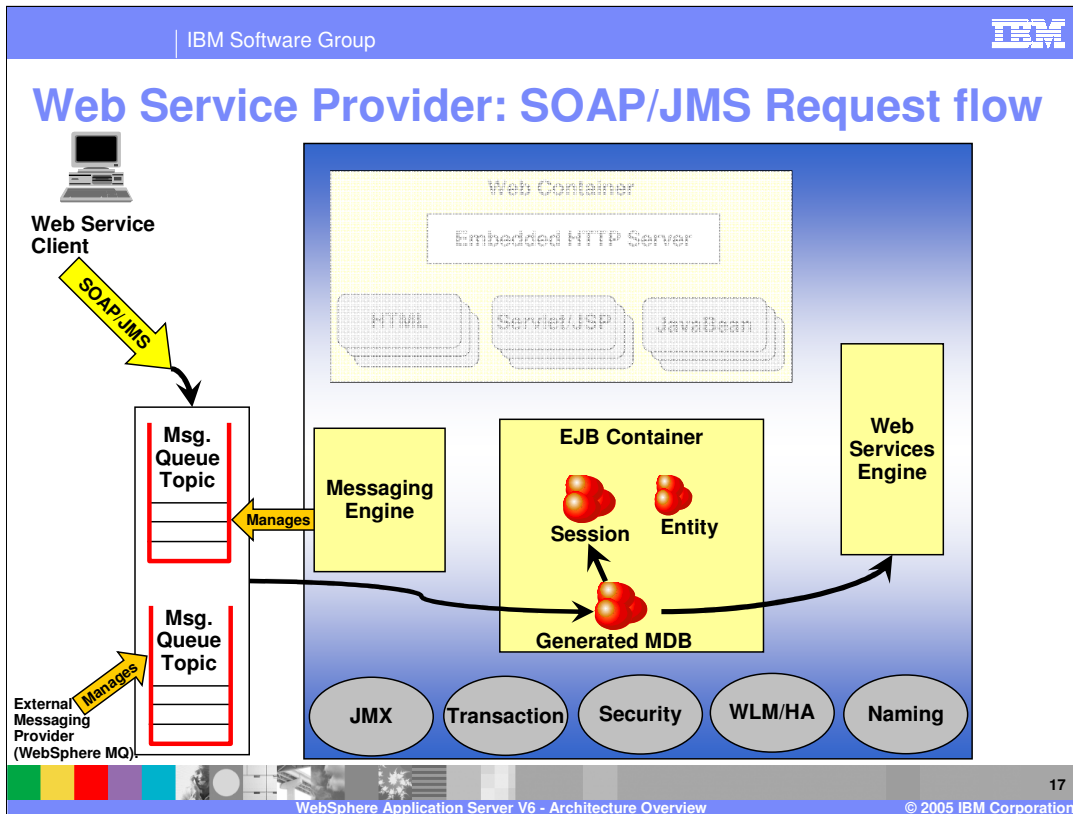 IBM Software Group
IBM
Web Service Provider: SOAP/JMS Request flow
Web Service
Client
SOAP/JMS
Web Container
Embedded HTTP Server
HTML
Servlet/JSP
JavaBean
Msg.
Queue
Topic
Manages
Messaging
Engine
EJB Container
Session
Entity
Generated MDB
Web
Services
Engine
Msg.
Queue
Topic
Manages
External
Messaging
Provider
(WebSphere MQ).
JMX
Transaction
Security
WLM/HA
Naming
17
WebSphere Application Server V6 - Architecture Overview
© 2005 IBM Corporation